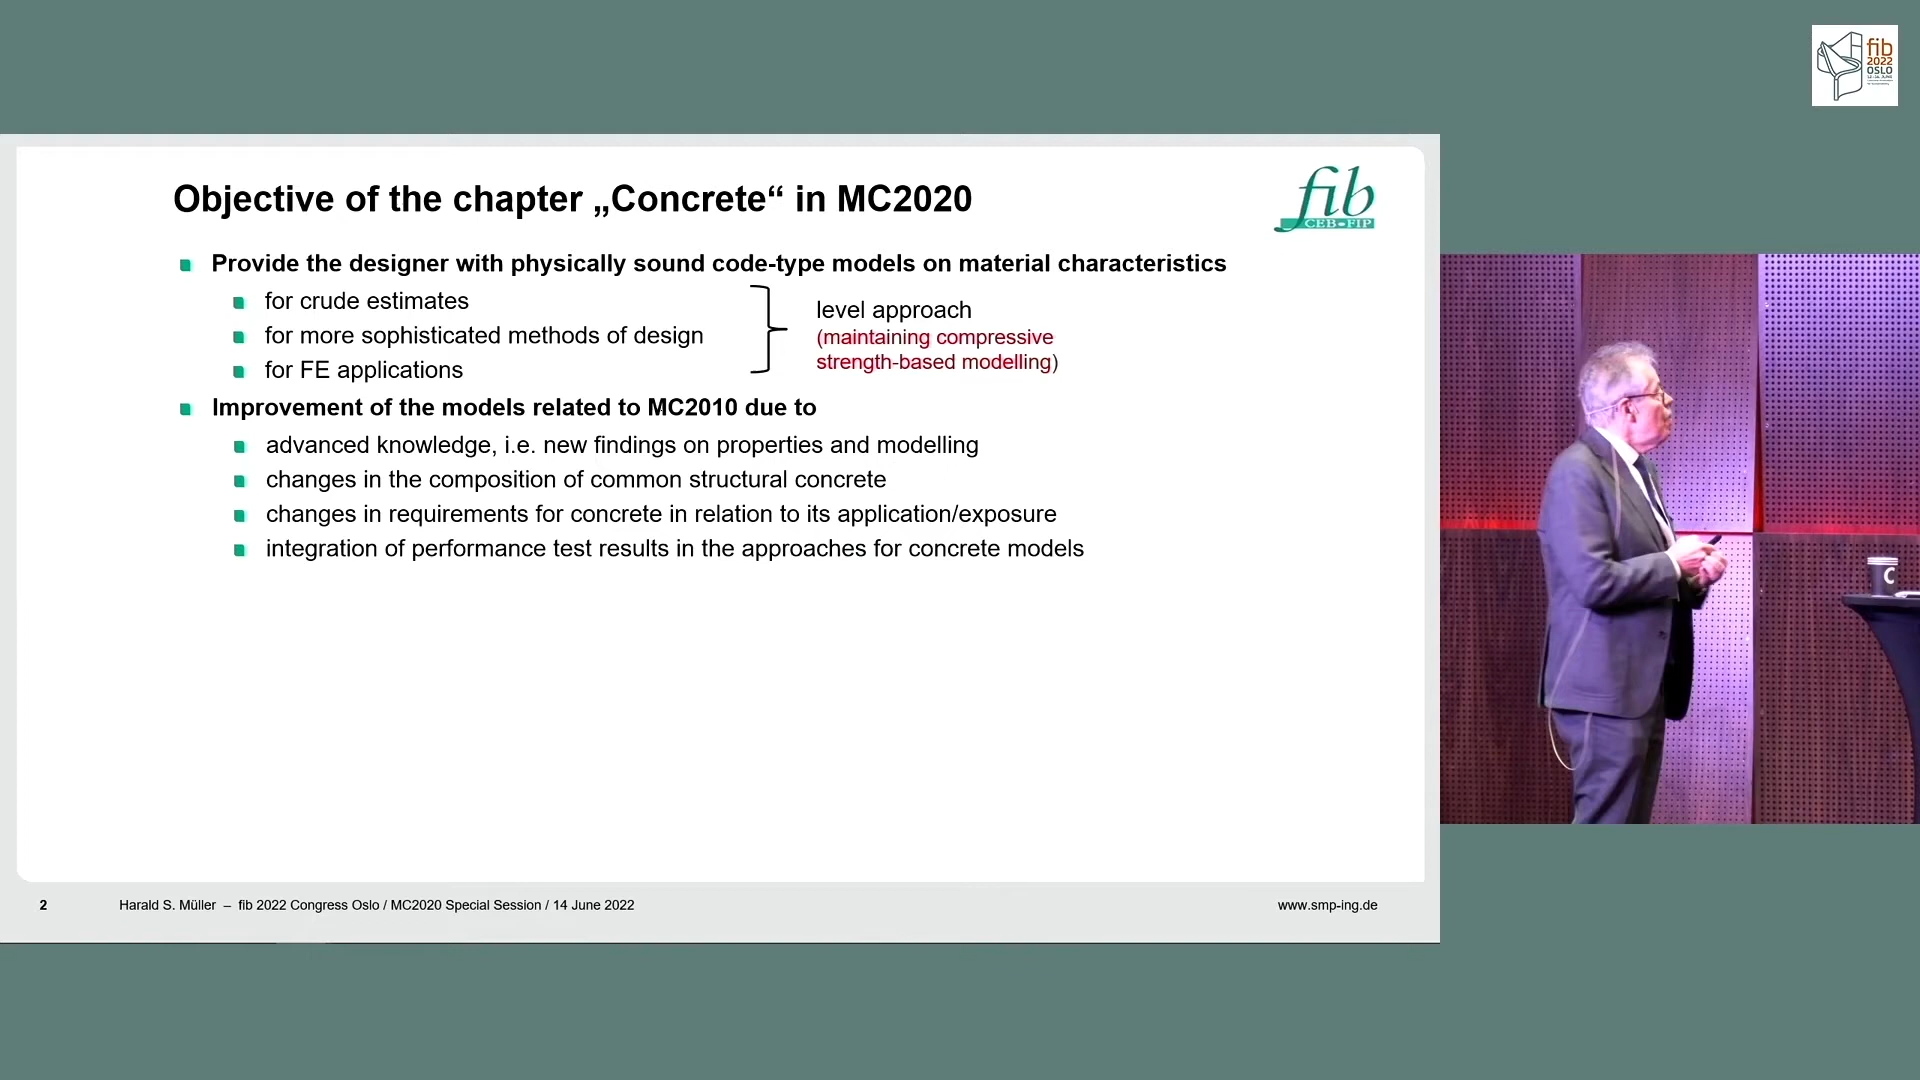 fib
2022
OSLO
Objective of the chapter „Concrete“ in MC2020
fib
CEB-FIP
Provide the designer with physically sound code-type models on material characteristics
for crude estimates
for more sophisticated methods of design
for FE applications
level approach
(maintaining compressive
strength-based modelling)
Improvement of the models related to MC2010 due to
advanced knowledge, i.e. new findings on properties and modelling
changes in the composition of common structural concrete
changes in requirements for concrete in relation to its application/exposure
integration of performance test results in the approaches for concrete models
C
2
Harald S. Müller – fib 2022 Congress Oslo / MC2020 Special Session / 14 June 2022
www.smp-ing.de